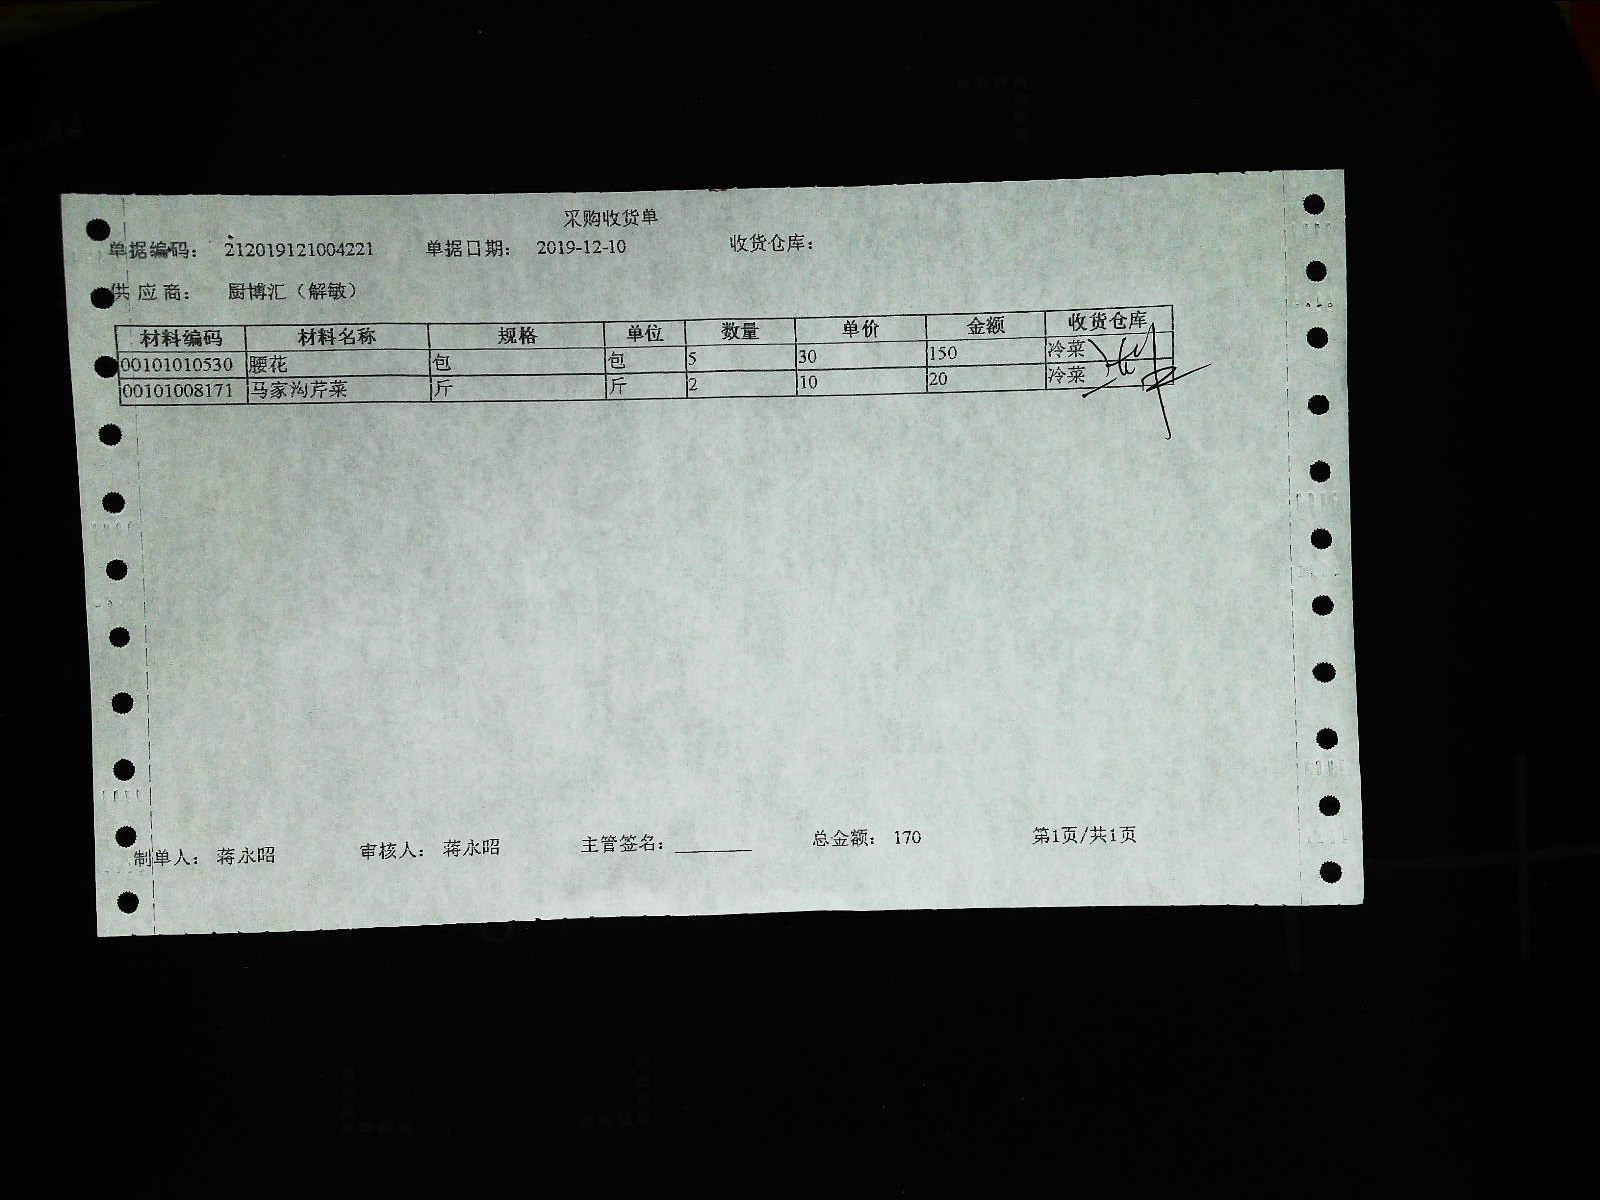 采购收货单
单据编码： 212019121004221 单据日期： 2019-12-10 收货仓库：
供应商： 厨博汇（解敏）
材料编码 材料名称 规格 单位 数量 单价 金额 收货仓库
00101010530 腰花 包 包 5 30 150 冷菜
00101008171 马家沟芹菜 斤 斤 2 10 20 冷菜
制单人： 蒋永昭 审核人： 蒋永昭 主管签名：________ 总金额： 170 第1页/共1页